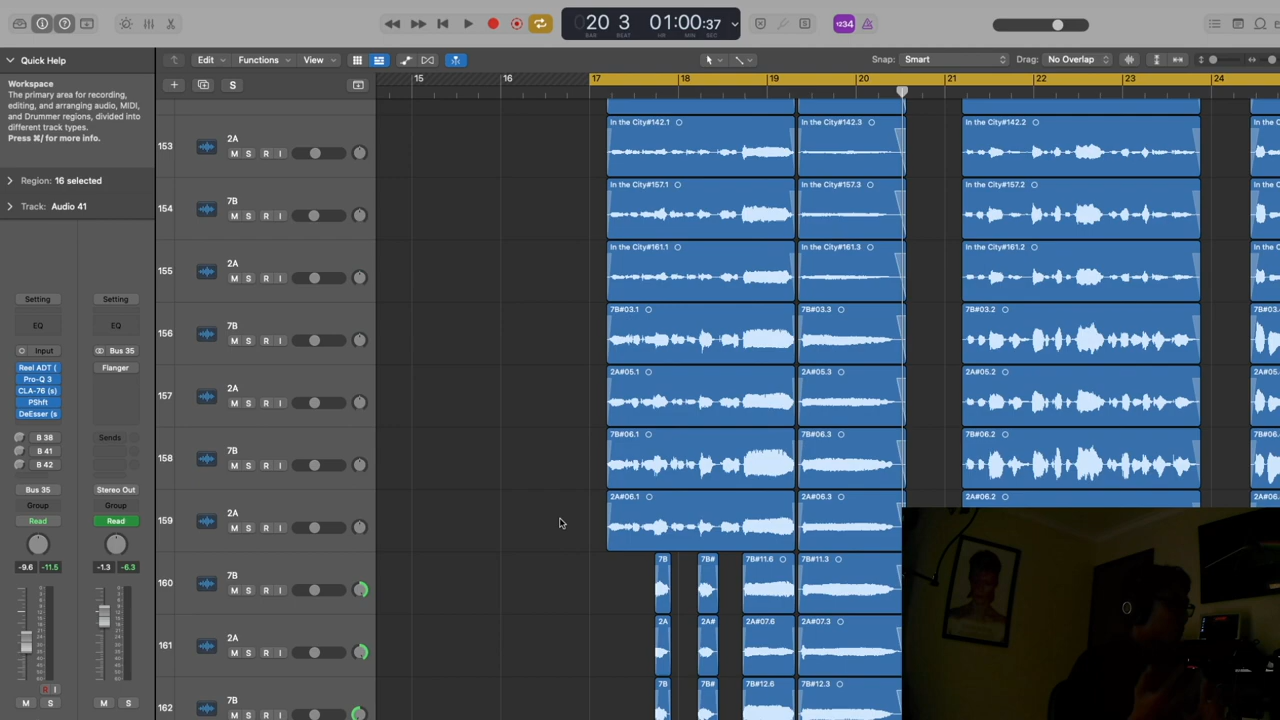 20 3 01:00:37
BAR BEAT HR MIN SEC
1234
Quick Help
Edit Functions View
Snap: Smart Drag: No Overlap
S
15 16 17 18 19 20 21 22 23 24
Workspace
The primary area for recording,
editing, and arranging audio, MIDI,
and Drummer regions, divided into
different track types.
Press ⌘/ for more info.
Region: 16 selected
Track: Audio 41
Setting Setting
EQ EQ
Input Bus 35
Reel ADT ( Flanger
Pro-Q 3
CLA-76 (s)
PShft
DeEsser (s
Sends
B 38
B 41
B 42
Bus 35 Stereo Out
Group Group
Read Read
-9.6 -11.5 -1.3 -6.3
R I
M S M S
153 2A M S R I In the City#142.1 In the City#142.3 In the City#142.2 In the C
154 7B M S R I In the City#157.1 In the City#157.3 In the City#157.2 In the C
155 2A M S R I In the City#161.1 In the City#161.3 In the City#161.2 In the C
156 7B M S R I 7B#03.1 7B#03.3 7B#03.2 7B#03.
157 2A M S R I 2A#05.1 2A#05.3 2A#05.2 2A#05.
158 7B M S R I 7B#06.1 7B#06.3 7B#06.2 7B#06.
159 2A M S R I 2A#06.1 2A#06.3 2A#06.2 2A#06.
160 7B M S R I 7B 7B# 7B#11.6 7B#11.3
161 2A M S R I 2A 2A# 2A#07.6 2A#07.3
162 7B M S R I 7B 7B# 7B#12.6 7B#12.3